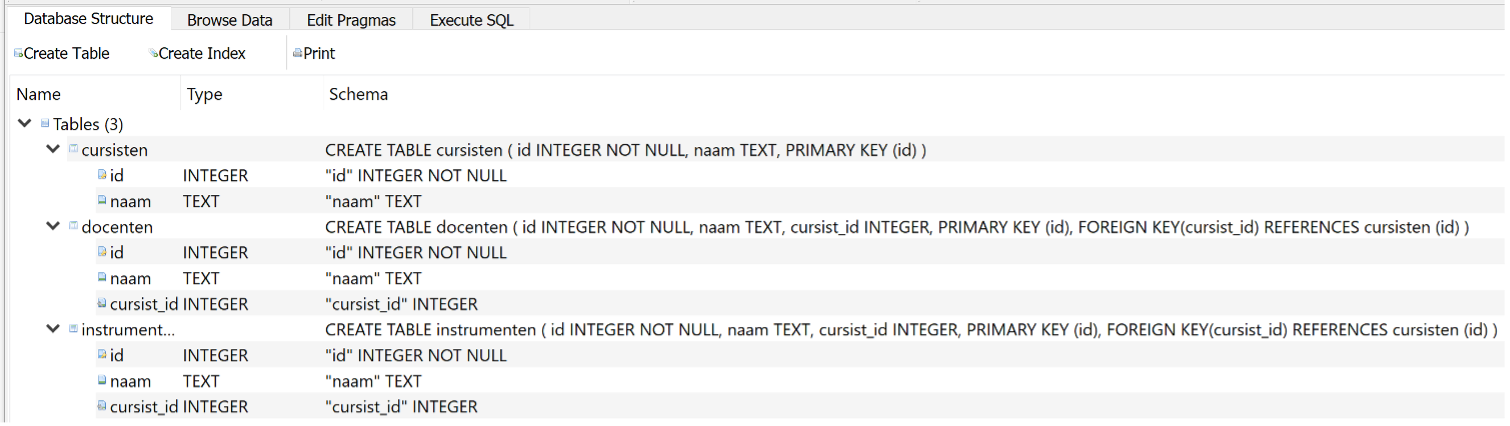 Database Structure Browse Data Edit Pragmas Execute SQL
Create Table Create Index Print
Name Type Schema
Tables (3)
cursisten CREATE TABLE cursisten ( id INTEGER NOT NULL, naam TEXT, PRIMARY KEY (id) )
id INTEGER "id" INTEGER NOT NULL
naam TEXT "naam" TEXT
docenten CREATE TABLE docenten ( id INTEGER NOT NULL, naam TEXT, cursist_id INTEGER, PRIMARY KEY (id), FOREIGN KEY(cursist_id) REFERENCES cursisten (id) )
id INTEGER "id" INTEGER NOT NULL
naam TEXT "naam" TEXT
cursist_id INTEGER "cursist_id" INTEGER
instrument... CREATE TABLE instrumenten ( id INTEGER NOT NULL, naam TEXT, cursist_id INTEGER, PRIMARY KEY (id), FOREIGN KEY(cursist_id) REFERENCES cursisten (id) )
id INTEGER "id" INTEGER NOT NULL
naam TEXT "naam" TEXT
cursist_id INTEGER "cursist_id" INTEGER